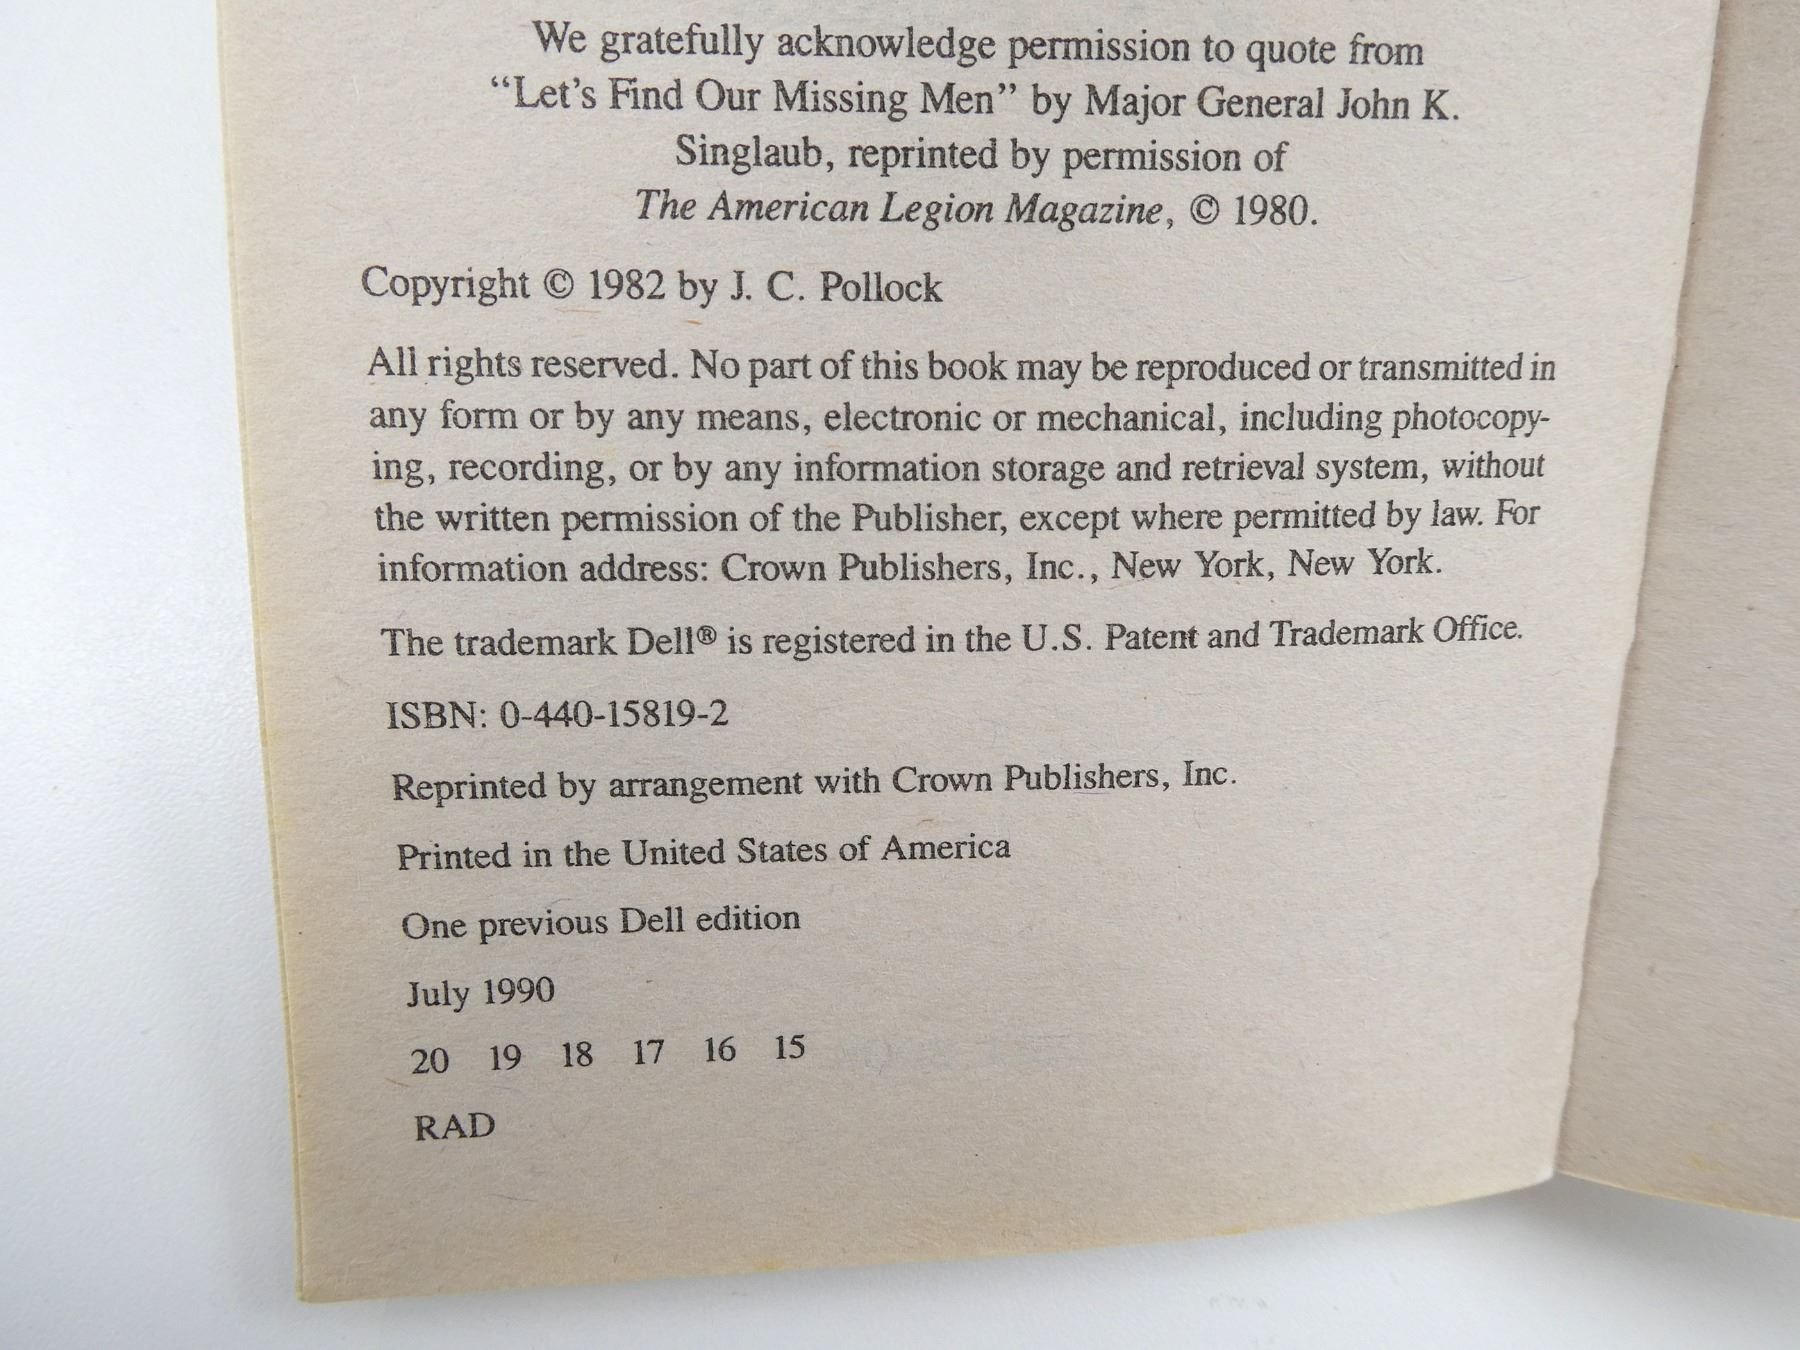 We gratefully acknowledge permission to quote from
“Let’s Find Our Missing Men” by Major General John K.
Singlaub, reprinted by permission of
The American Legion Magazine, © 1980.
Copyright © 1982 by J. C. Pollock
All rights reserved. No part of this book may be reproduced or transmitted in
any form or by any means, electronic or mechanical, including photocopy-
ing, recording, or by any information storage and retrieval system, without
the written permission of the Publisher, except where permitted by law. For
information address: Crown Publishers, Inc., New York, New York.
The trademark Dell® is registered in the U.S. Patent and Trademark Office.
ISBN: 0-440-15819-2
Reprinted by arrangement with Crown Publishers, Inc.
Printed in the United States of America
One previous Dell edition
July 1990
20 19 18 17 16 15
RAD